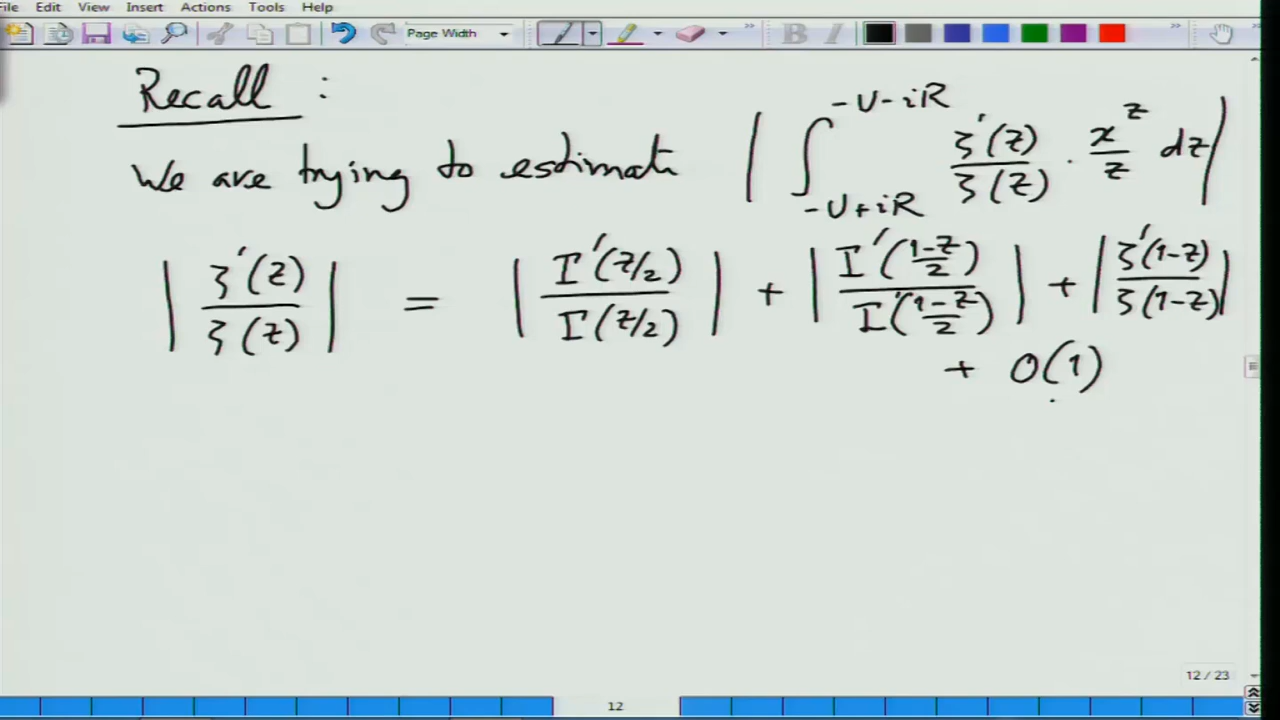 File Edit View Insert Actions Tools Help
Page Width
Recall :
We are trying to estimate | ∫_{-U+iR}^{-U-iR} ζ'(z)/ζ(z) · x^z/z dz |
| ζ'(z)/ζ(z) | = | Γ'(z/2)/Γ(z/2) | + | Γ'((1-z)/2)/Γ((1-z)/2) | + | ζ'(1-z)/ζ(1-z) |
+ O(1)
12 / 23
12